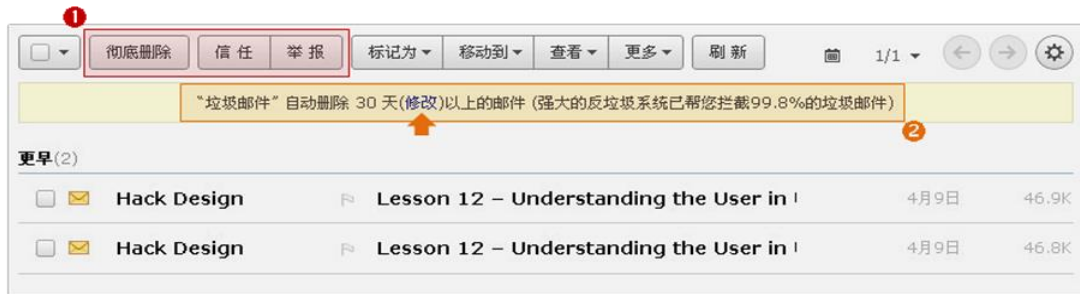 1
彻底删除 信任 举报 标记为 移动到 查看 更多 刷新 1/1
“垃圾邮件”自动删除 30 天(修改)以上的邮件 (强大的反垃圾系统已帮您拦截99.8%的垃圾邮件)
2
更早(2)
Hack Design Lesson 12 – Understanding the User in 4月9日 46.9K
Hack Design Lesson 12 – Understanding the User in 4月9日 46.8K